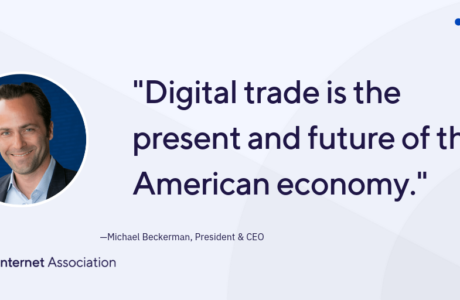 "Digital trade is the
present and future of th
American economy."
—Michael Beckerman, President & CEO
nternet Association